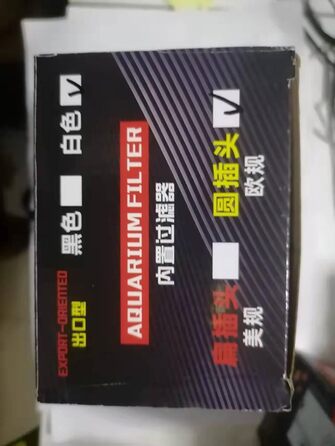 EXPORT-ORIENTED
出口型
黑色 白色
AQUARIUM FILTER
内置过滤器
扁插头 圆插头
美规 欧规